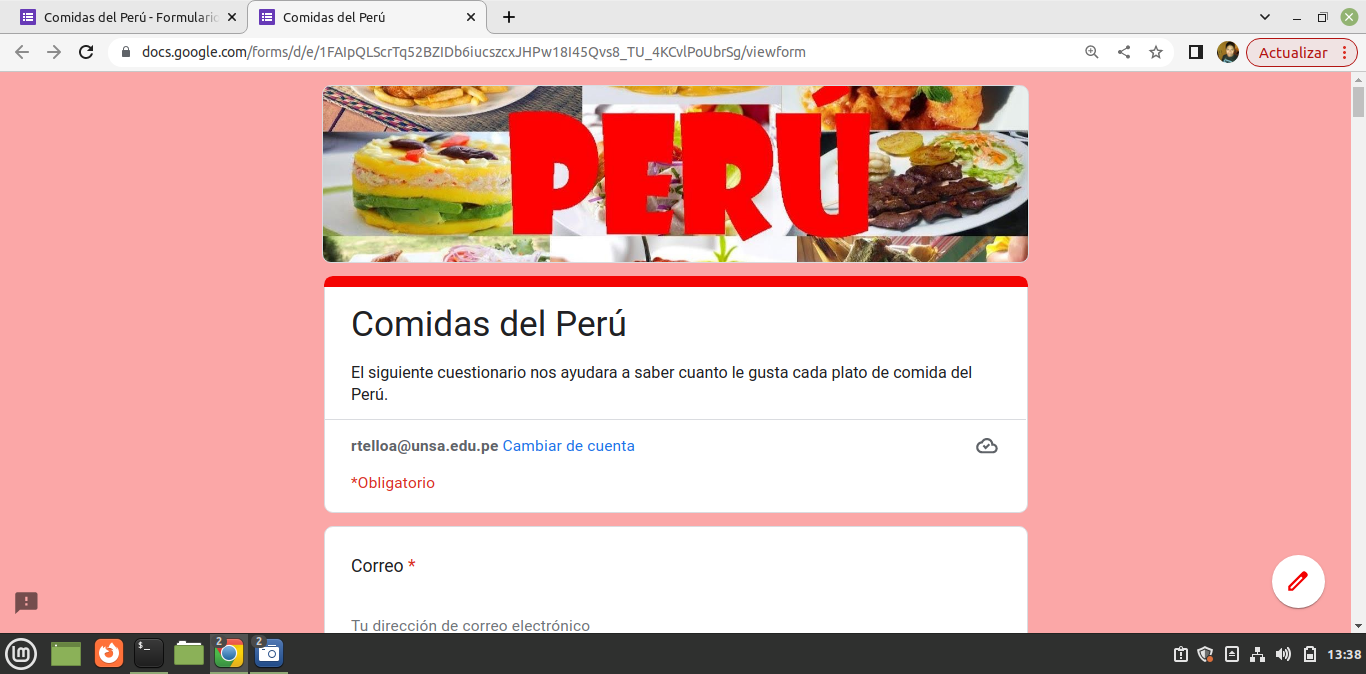 Comidas del Perú - Formulario
Comidas del Perú
docs.google.com/forms/d/e/1FAIpQLScrTq52BZIDb6iucszcxJHPw18I45Qvs8_TU_4KCvlPoUbrSg/viewform
Actualizar
PERÚ
Comidas del Perú
El siguiente cuestionario nos ayudara a saber cuanto le gusta cada plato de comida del
Perú.
rtelloa@unsa.edu.pe Cambiar de cuenta
*Obligatorio
Correo *
Tu dirección de correo electrónico
$_
2
2
13:38